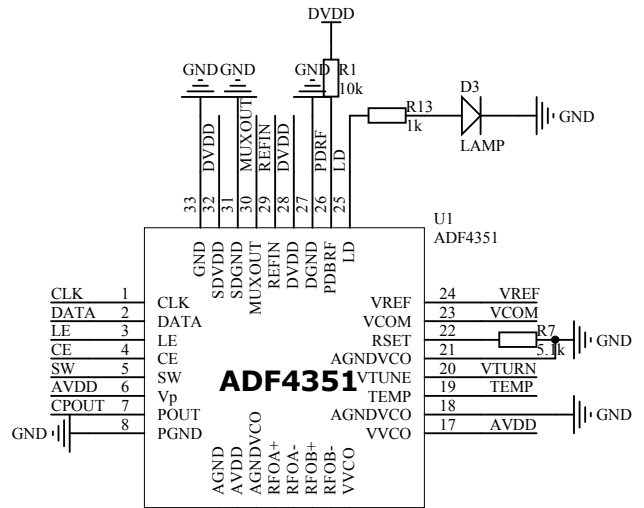 DVDD
GND GND GND R1
10k
D3
R13
1k
GND
LAMP
DVDD MUXOUT REFIN DVDD PDRF LD
33 32 31 30 29 28 27 26 25
U1
ADF4351
GND SDVDD SDGND MUXOUT REFIN DVDD DGND PDBRF LD
CLK 1 CLK VREF 24 VREF
DATA 2 DATA VCOM 23 VCOM
LE 3 LE RSET 22 R7 GND
CE 4 CE AGNDVCO 21 5.1k
SW 5 SW ADF4351 VTUNE 20 VTURN
AVDD 6 Vp TEMP 19 TEMP
CPOUT 7 POUT AGNDVCO 18 GND
GND 8 PGND VVCO 17 AVDD
AGND AVDD AGNDVCO RFOA+ RFOA- RFOB+ RFOB- VVCO